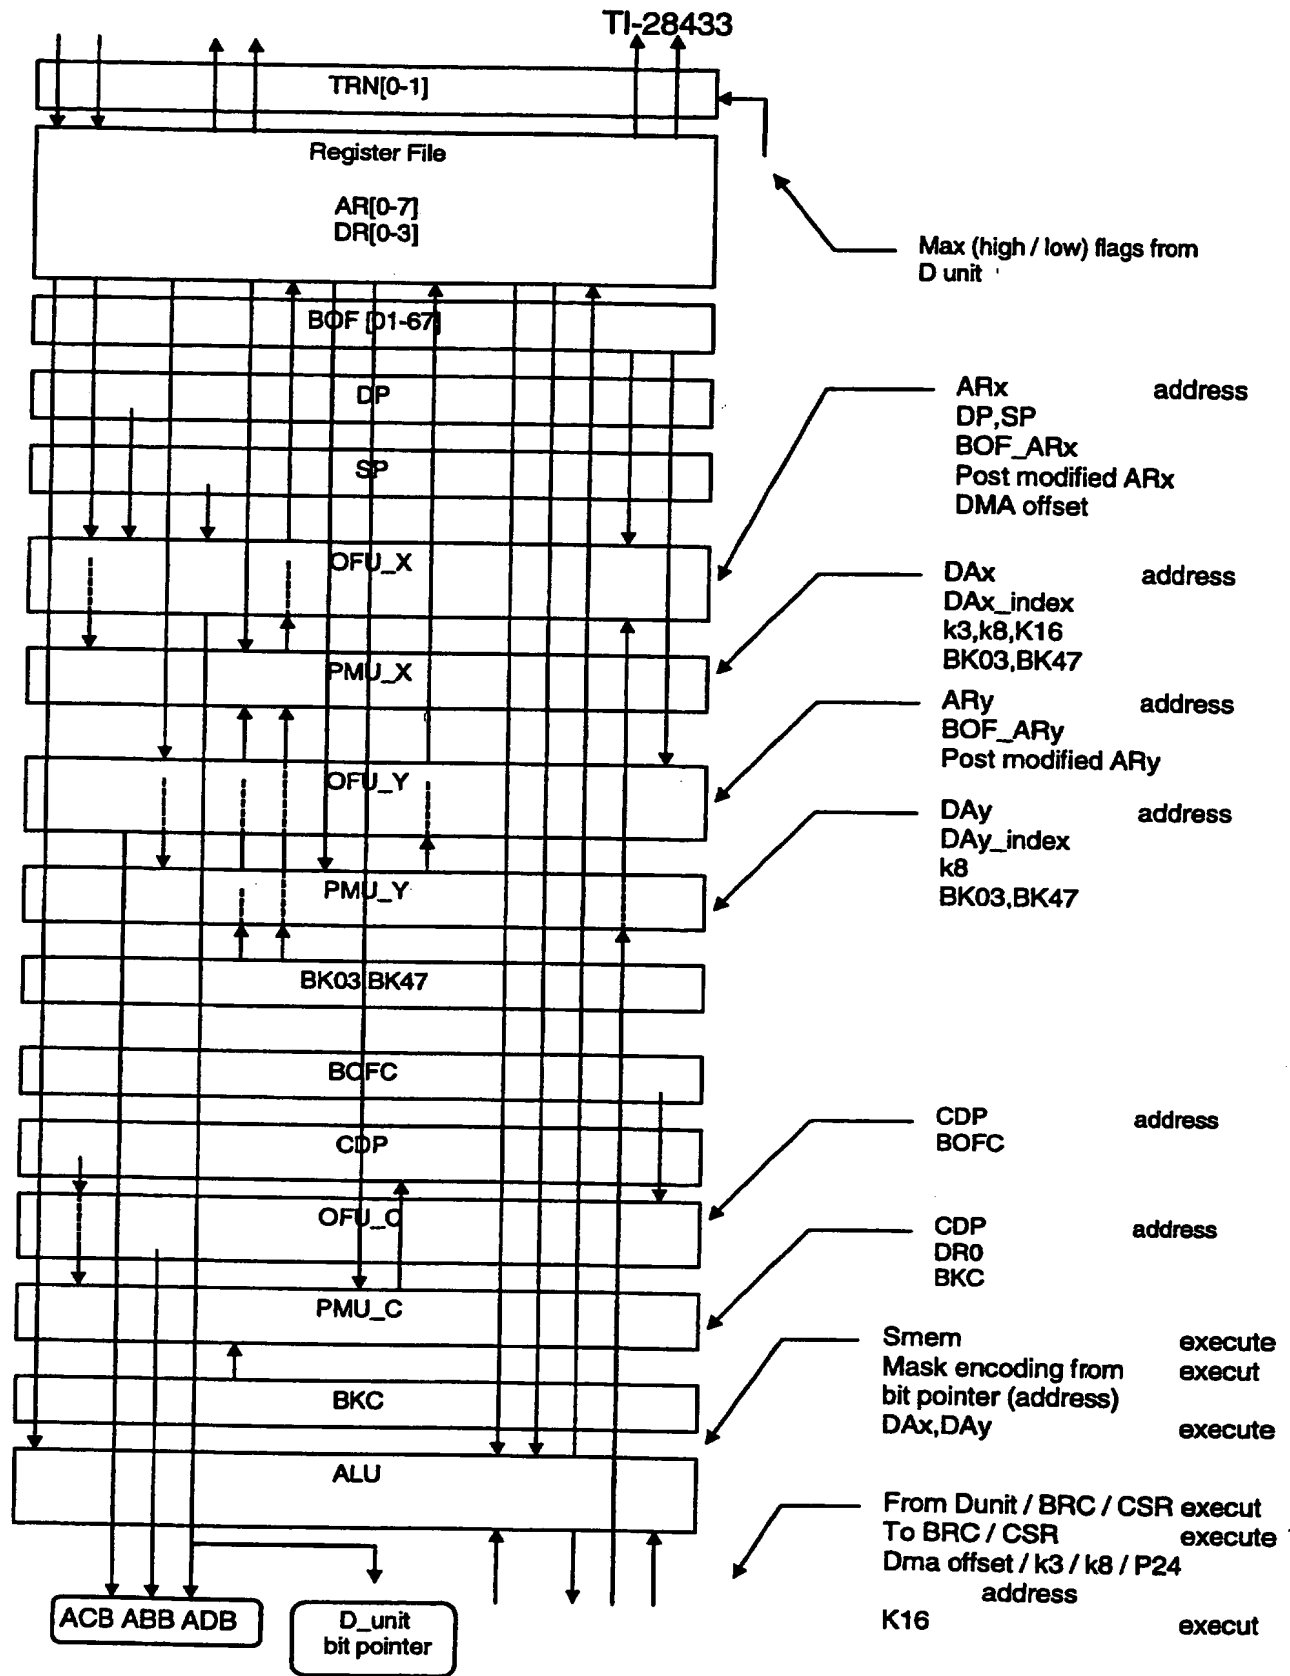 TI-28433
TRN[0-1]
Register File
AR[0-7]
DR[0-3]
Max (high / low) flags from
D unit
BOF [01-67]
DP
SP
ARx address
DP,SP
BOF_ARx
Post modified ARx
DMA offset
OFU_X
DAx address
DAx_index
k3,k8,K16
BK03,BK47
PMU_X
ARy address
BOF_ARy
Post modified ARy
OFU_Y
DAy address
DAy_index
k8
BK03,BK47
PMU_Y
BK03 BK47
BOFC
CDP address
BOFC
CDP
OFU_C
CDP address
DR0
BKC
PMU_C
Smem execute
Mask encoding from execut
bit pointer (address)
DAx,DAy execute
BKC
ALU
From Dunit / BRC / CSR execut
To BRC / CSR execute
Dma offset / k3 / k8 / P24
address
K16 execut
ACB ABB ADB
D_unit
bit pointer